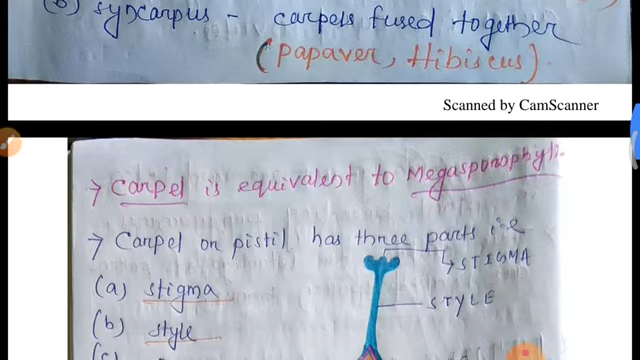 (b) syncarpus - carpels fused together
(Papaver, Hibiscus).
Scanned by CamScanner
→ Carpel is equivalent to Megasporophyll.
→ Carpel or pistil has three parts i.e
STIGMA
(a) stigma
STYLE
(b) style